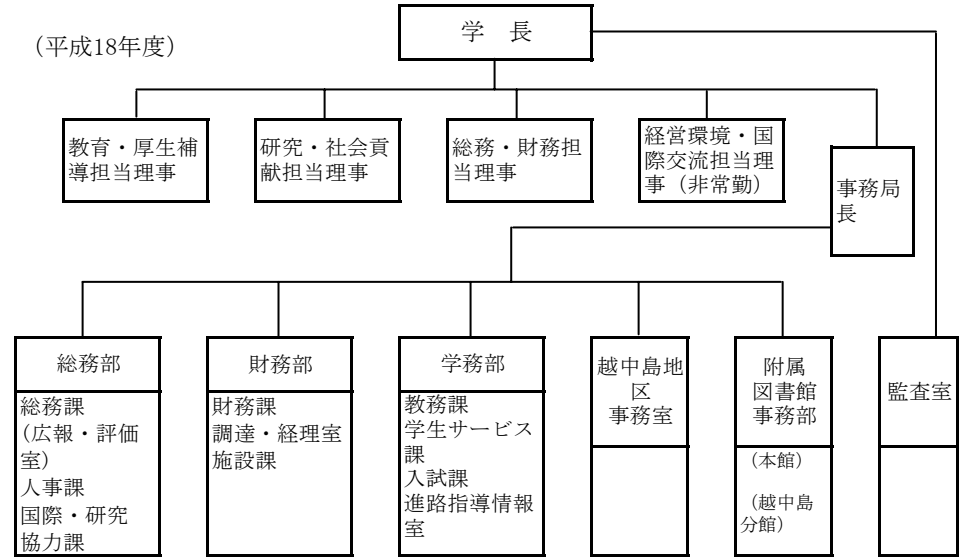 （平成18年度）
学　長
教育・厚生補
導担当理事
研究・社会貢
献担当理事
総務・財務担
当理事
経営環境・国
際交流担当理
事（非常勤）
事務局
長
総務部
総務課
(広報・評価
室)
人事課
国際・研究
協力課
財務部
財務課
調達・経理室
施設課
学務部
教務課
学生サービス
課
入試課
進路指導情報
室
越中島地
区
事務室
附属
図書館
事務部
（本館）
（越中島
分館）
監査室